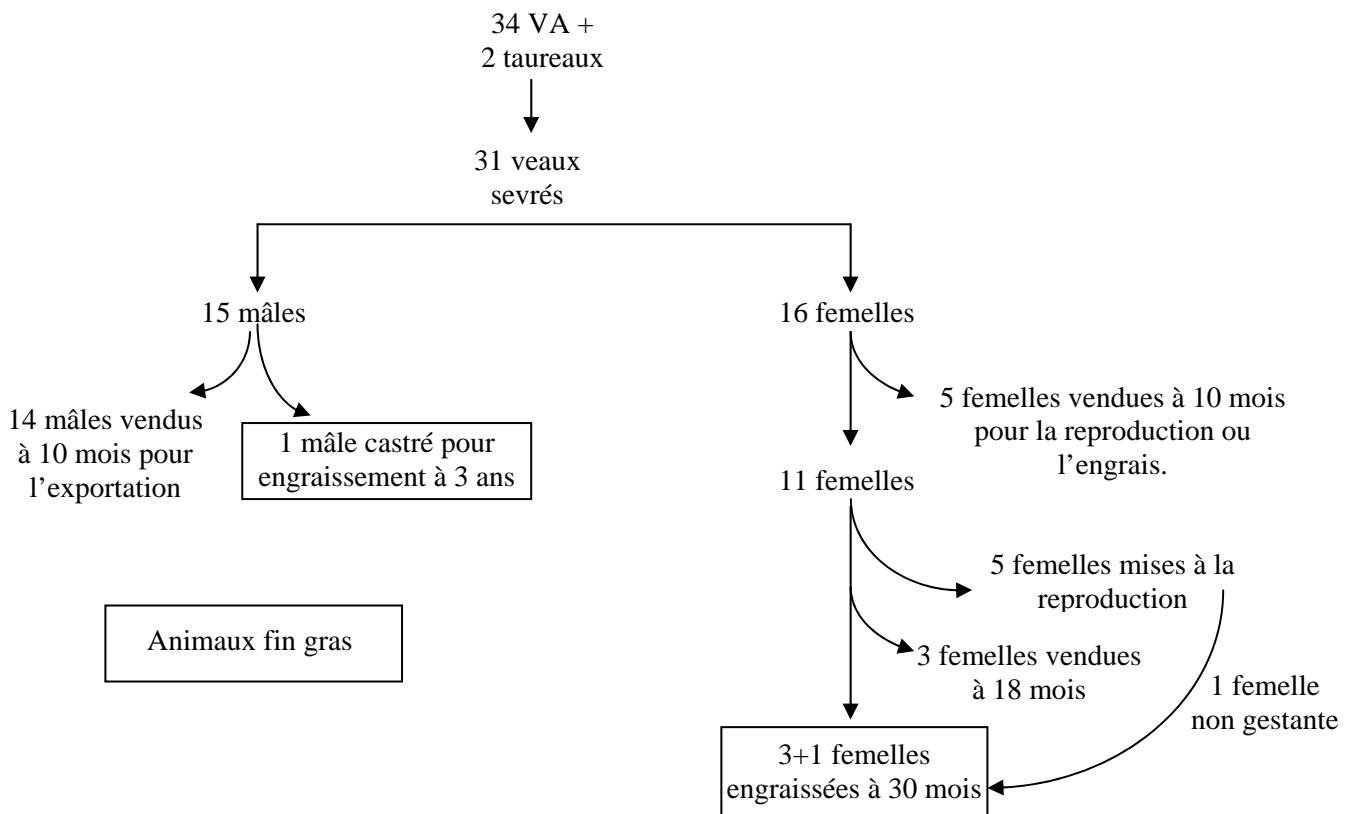 34 VA +
2 taureaux
31 veaux
sevrés
15 mâles
16 femelles
14 mâles vendus
à 10 mois pour
l’exportation
1 mâle castré pour
engraissement à 3 ans
5 femelles vendues à 10 mois
pour la reproduction ou
l’engrais.
11 femelles
5 femelles mises à la
reproduction
Animaux fin gras
3 femelles vendues
à 18 mois
1 femelle
non gestante
3+1 femelles
engraissées à 30 mois